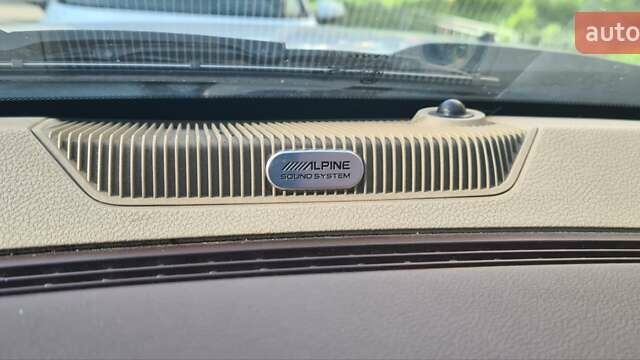 auto
ALPINE
SOUND SYSTEM